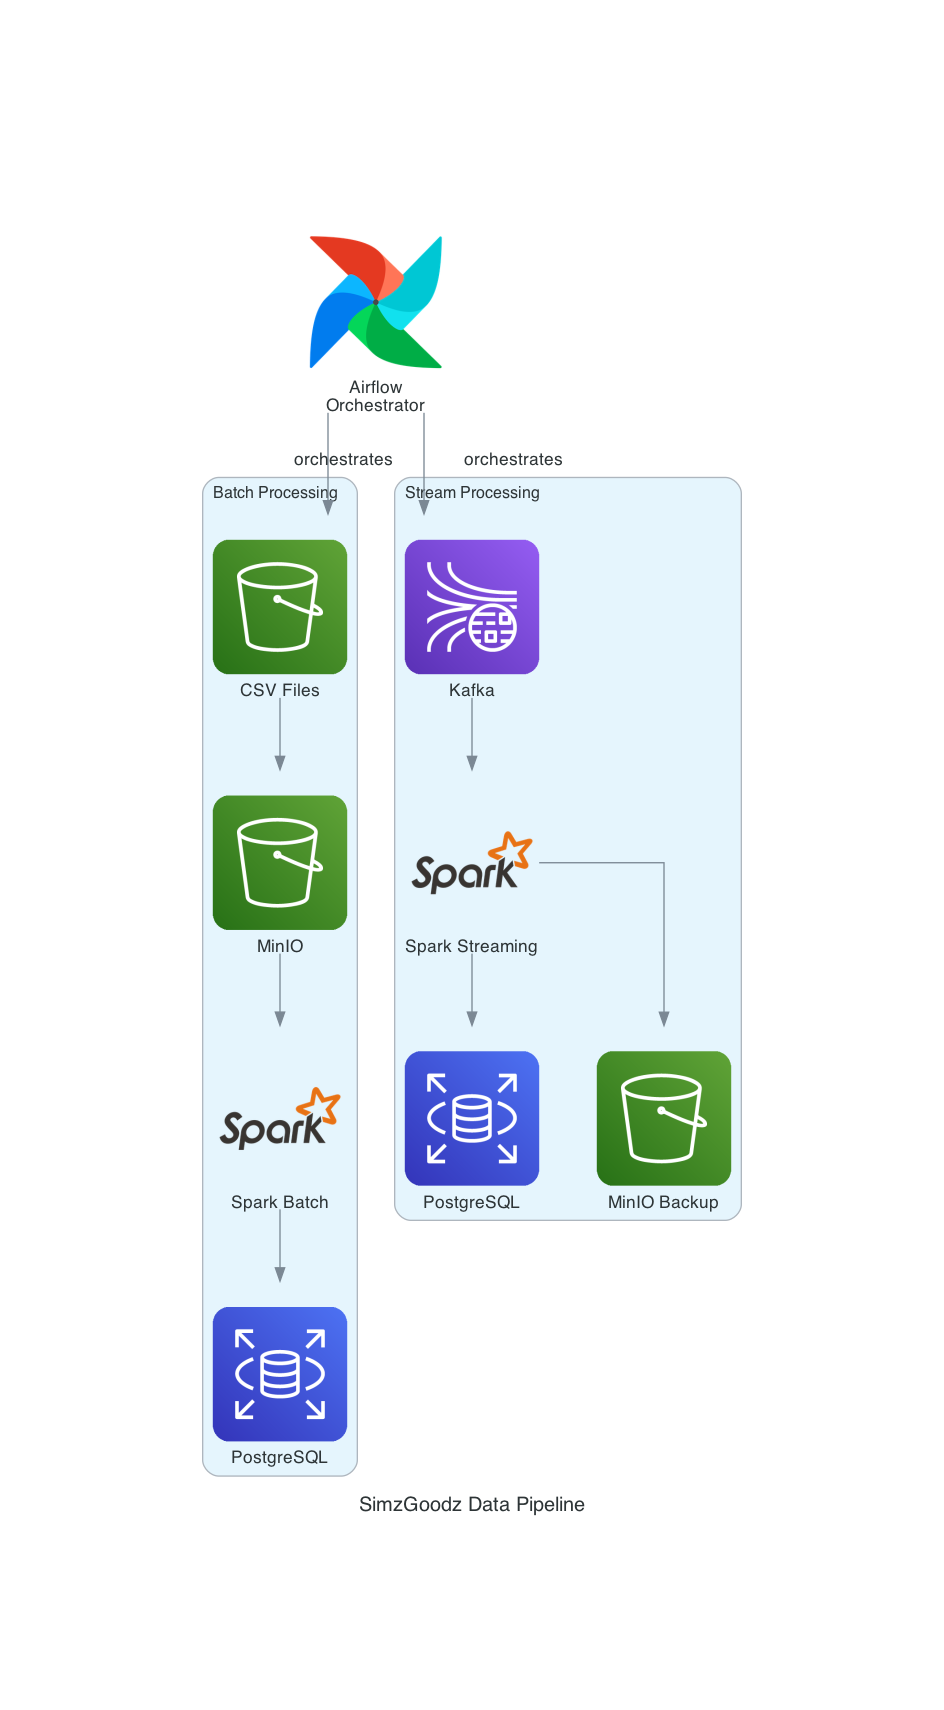 Airflow
Orchestrator
orchestrates
orchestrates
Batch Processing
Stream Processing
CSV Files
Kafka
MinIO
Spark
Spark Streaming
Spark
Spark Batch
PostgreSQL
MinIO Backup
PostgreSQL
SimzGoodz Data Pipeline